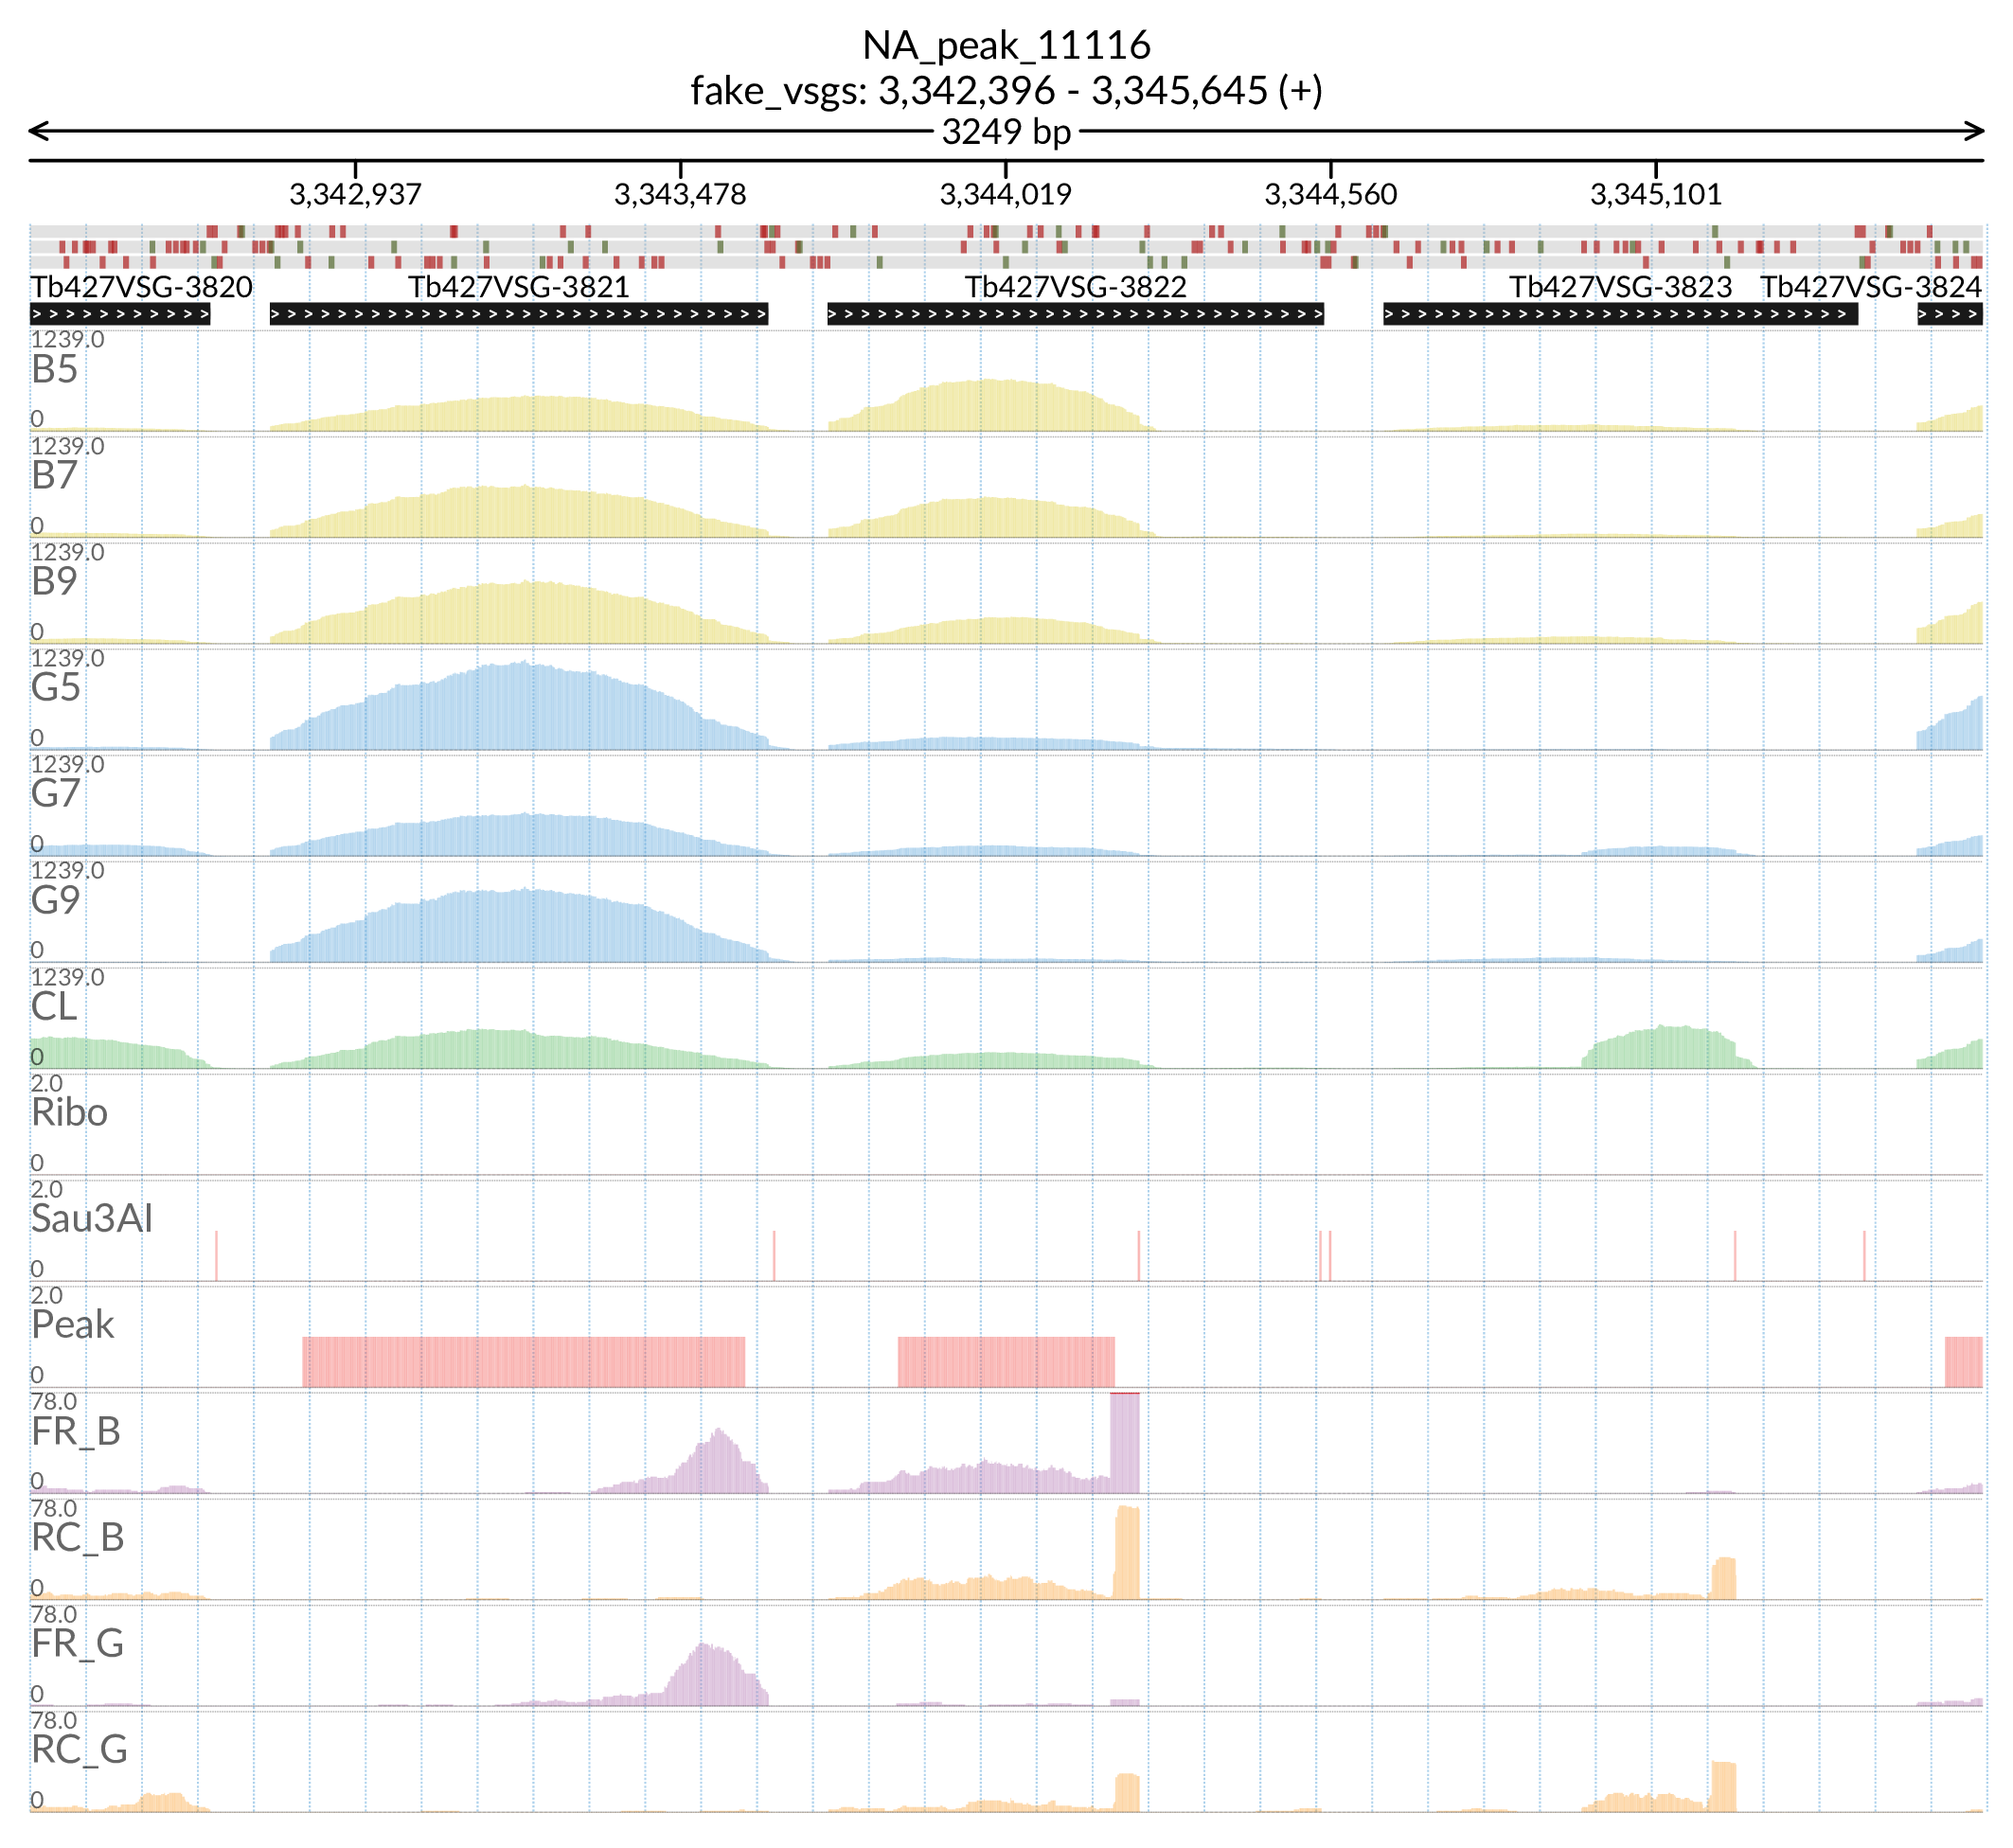 NA_peak_11116
fake_vsgs: 3,342,396 - 3,345,645 (+)
3249 bp
3,342,937 3,343,478 3,344,019 3,344,560 3,345,101
Tb427VSG-3820 Tb427VSG-3821 Tb427VSG-3822 Tb427VSG-3823 Tb427VSG-3824
1239.0
B5
0
1239.0
B7
0
1239.0
B9
0
1239.0
G5
0
1239.0
G7
0
1239.0
G9
0
1239.0
CL
0
2.0
Ribo
0
2.0
Sau3AI
0
2.0
Peak
0
78.0
FR_B
0
78.0
RC_B
0
78.0
FR_G
0
78.0
RC_G
0